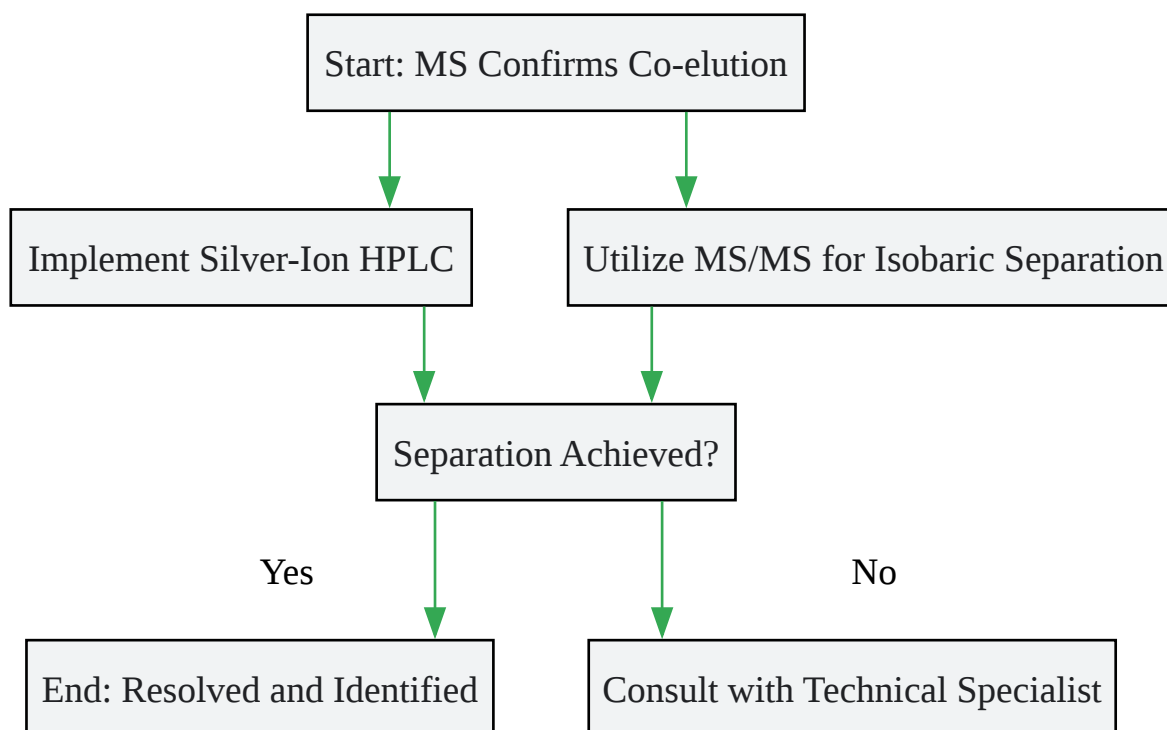 Start: MS Confirms Co-elution
Implement Silver-Ion HPLC
Utilize MS/MS for Isobaric Separation
Separation Achieved?
Yes
No
End: Resolved and Identified
Consult with Technical Specialist